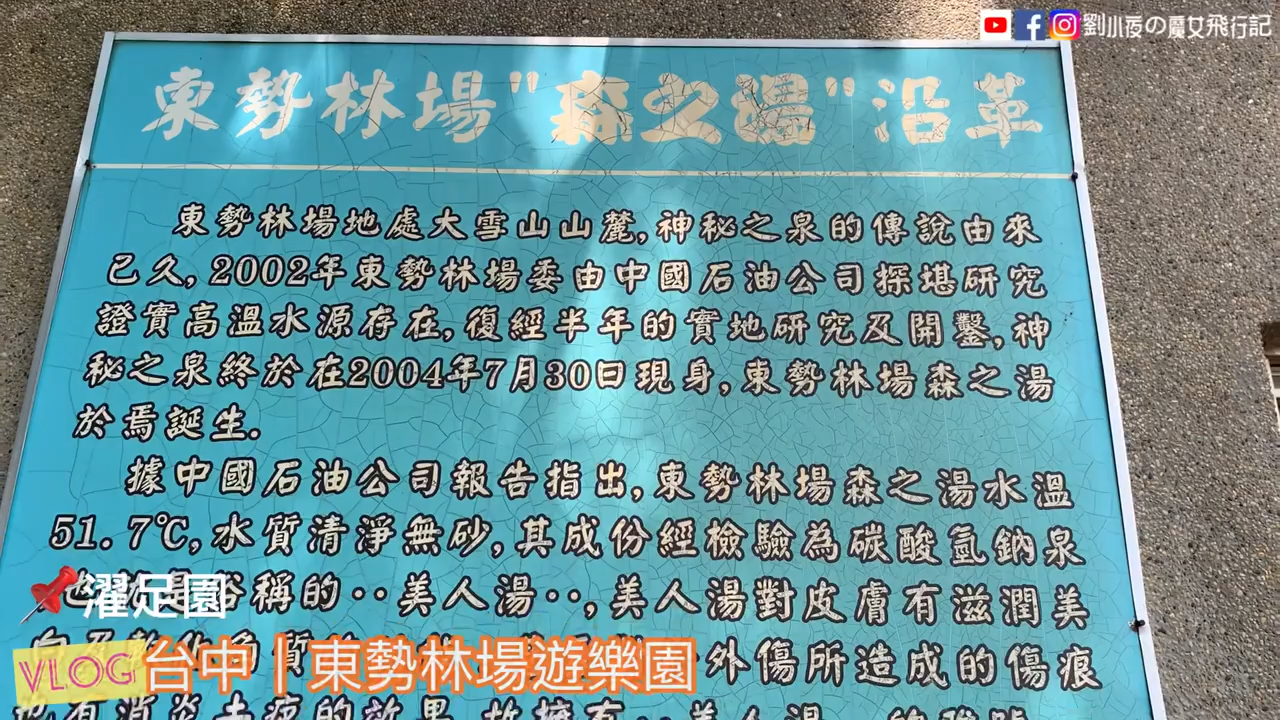 劉小夜の魔女飛行記
東勢林場"森之湯"沿革
東勢林場地處大雪山山麓,神秘之泉的傳說由來
己久,2002年東勢林場委由中國石油公司探堪研究
證實高溫水源存在,復經半年的實地研究及開鑿,神
秘之泉終於在2004年7月30日現身,東勢林場森之湯
於焉誕生.
據中國石油公司報告指出,東勢林場森之湯水溫
51.7℃,水質清淨無砂,其成份經檢驗為碳酸氫鈉泉
俗稱的‥美人湯‥,美人湯對皮膚有滋潤美
外傷所造成的傷痕
濯足園
VLOG 台中|東勢林場遊樂園